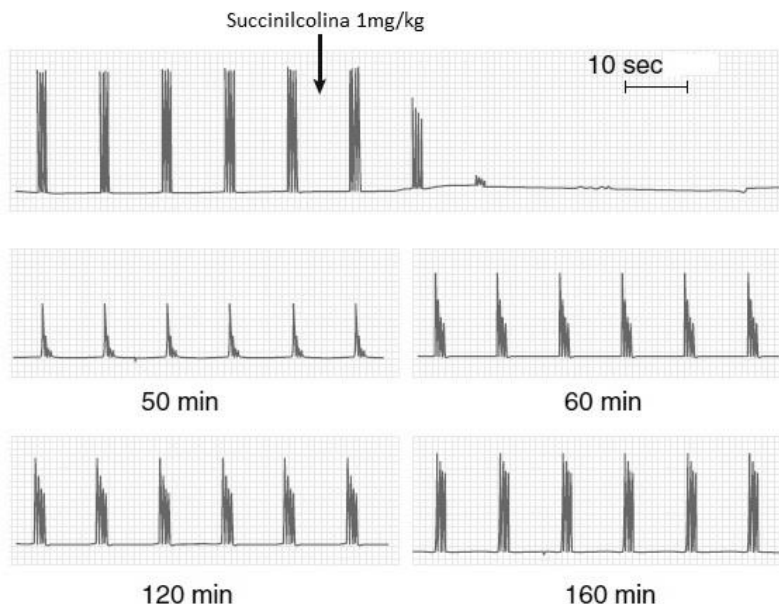 Succinilcolina 1mg/kg
10 sec
50 min
60 min
120 min
160 min